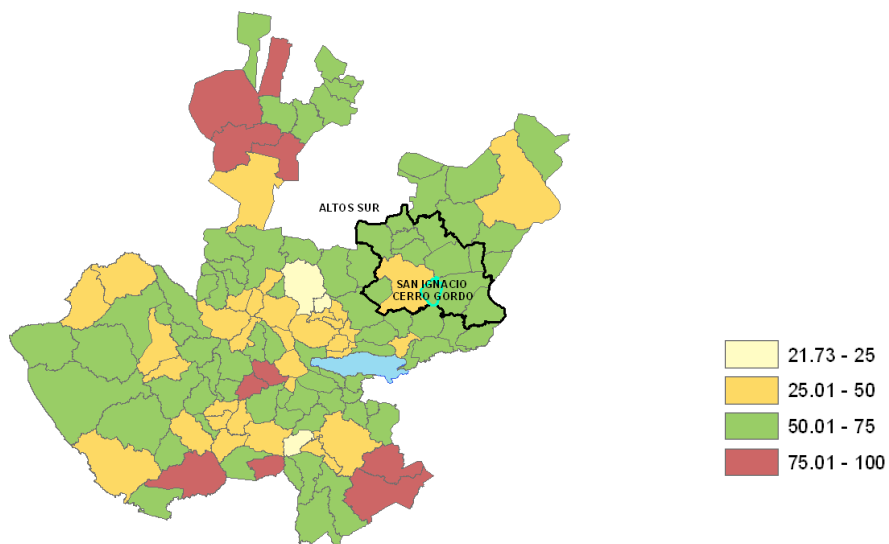 ALTOS SUR
SAN IGNACIO
CERRO GORDO
21.73 - 25
25.01 - 50
50.01 - 75
75.01 - 100